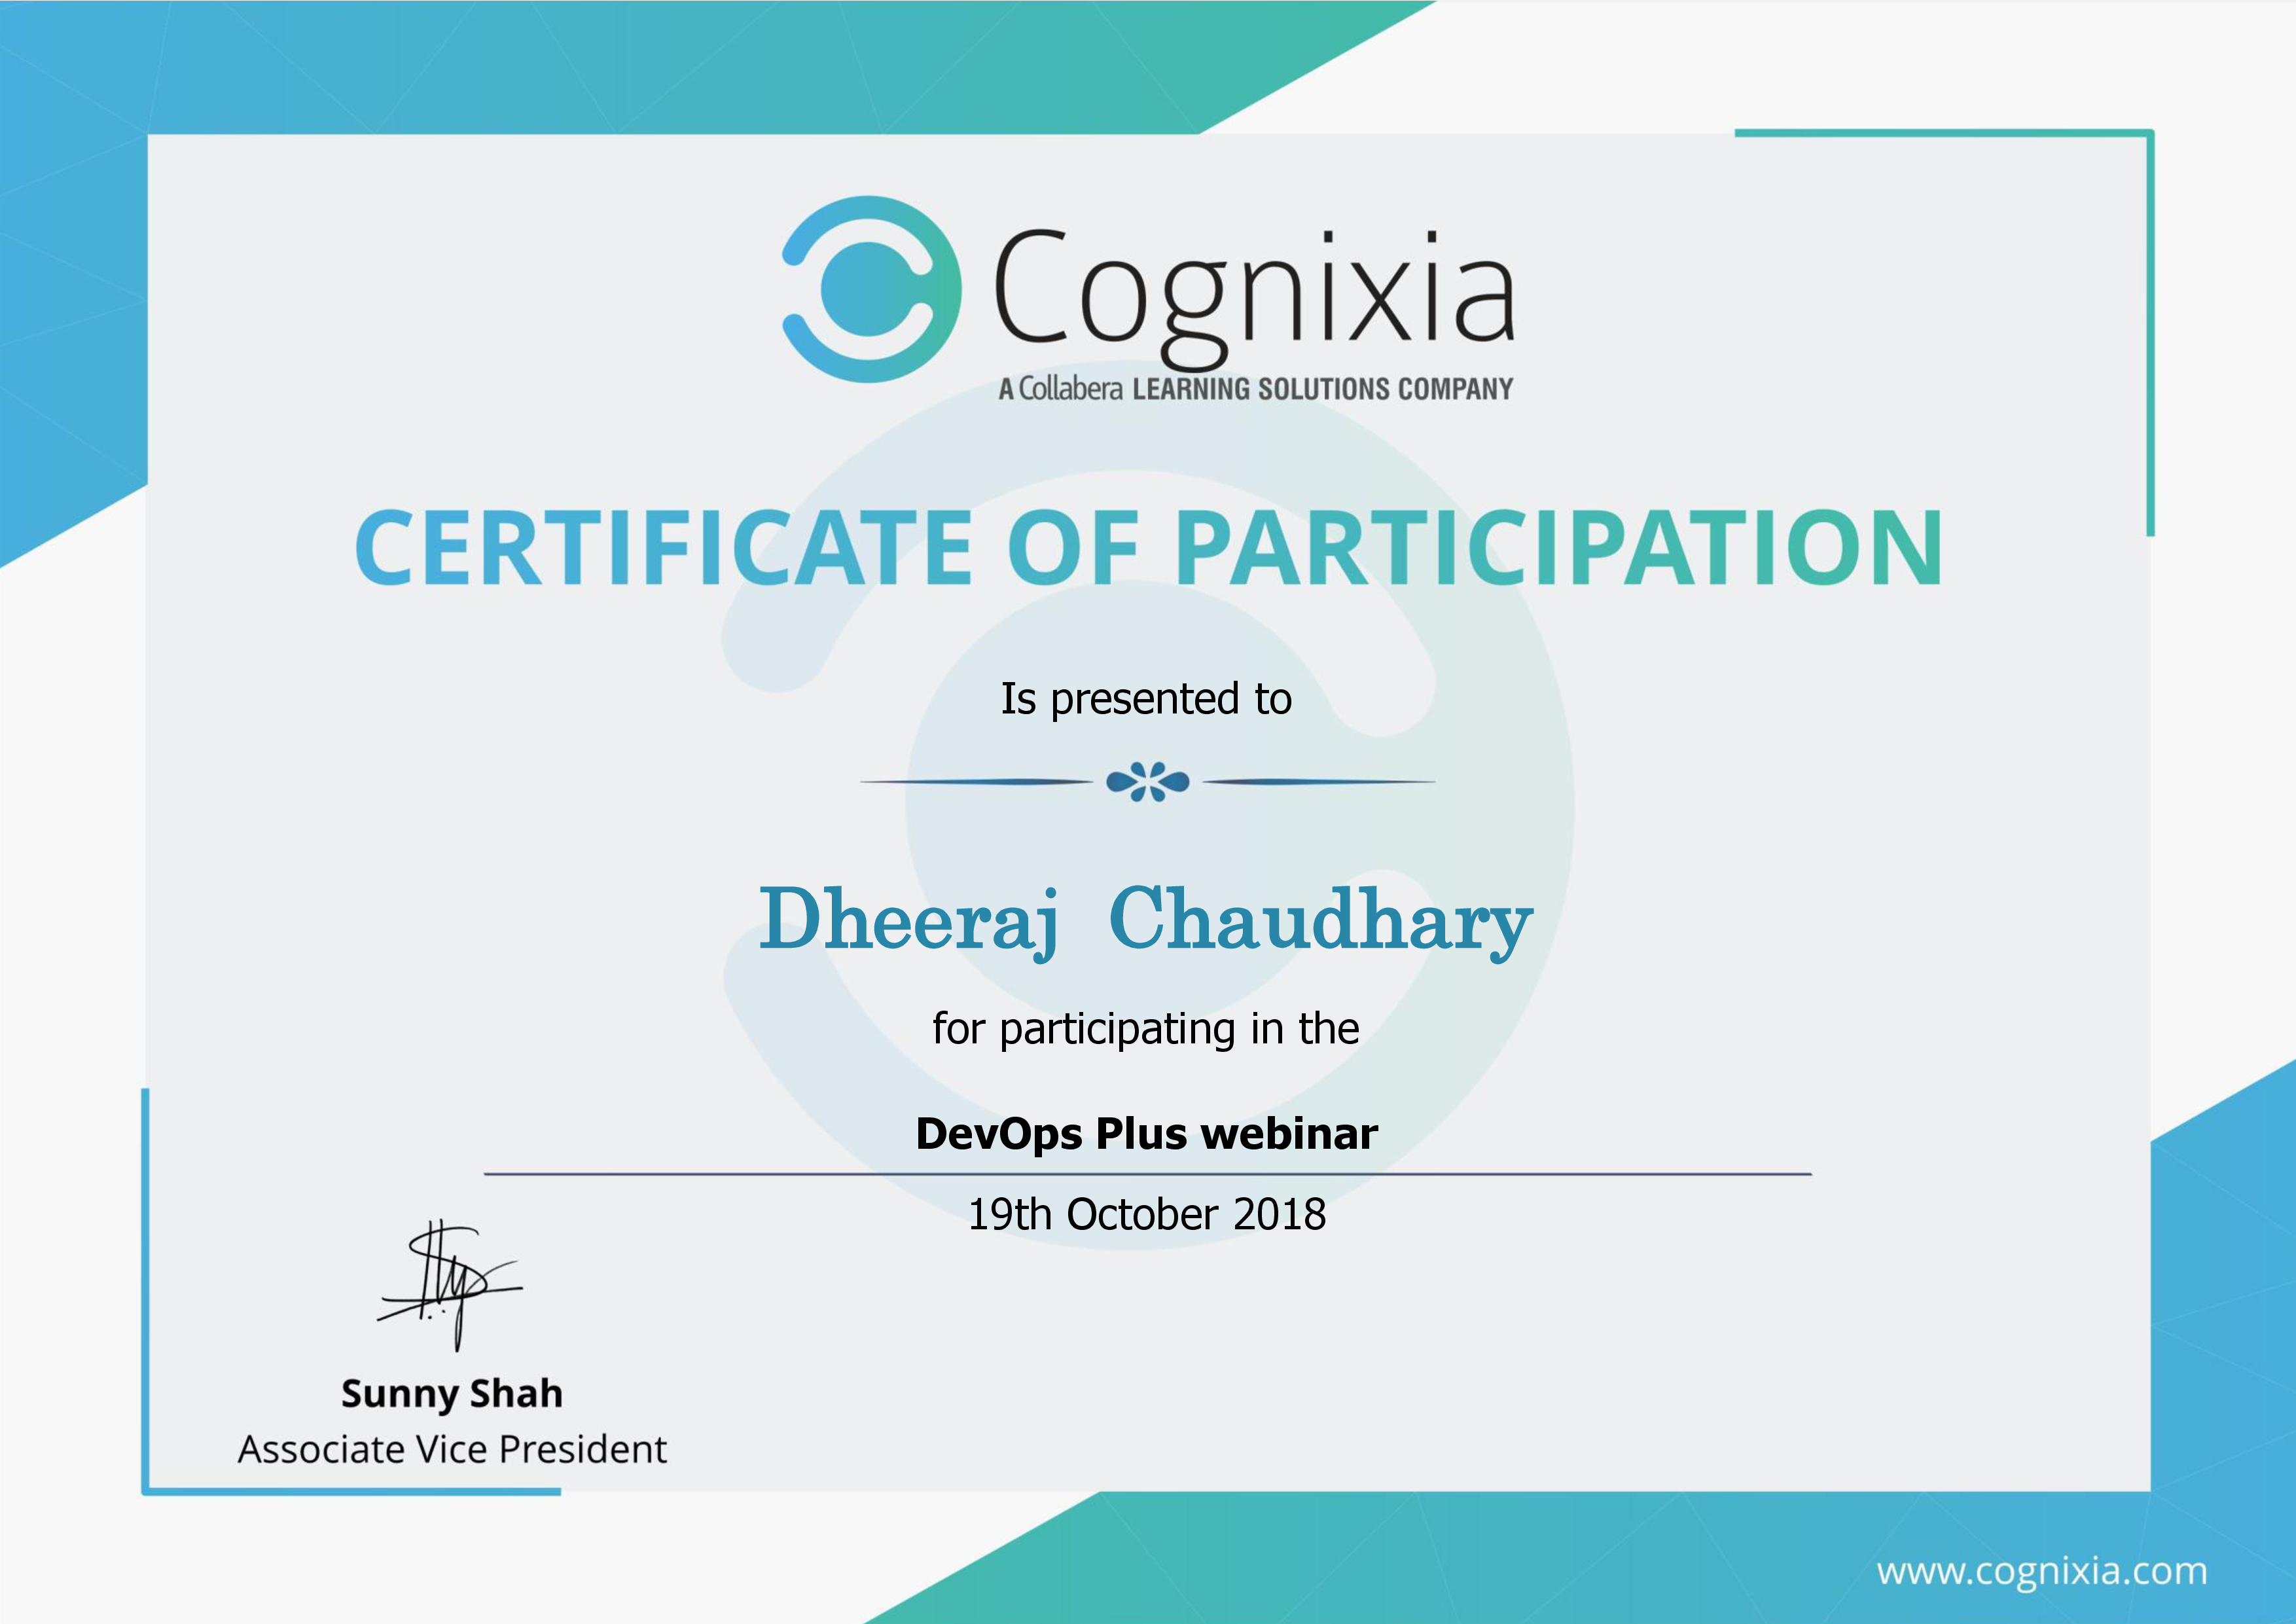 Cognixia
A Collabera LEARNING SOLUTIONS COMPANY
CERTIFICATE OF PARTICIPATION
Is presented to
Dheeraj Chaudhary
for participating in the
DevOps Plus webinar
19th October 2018
Sunny Shah
Associate Vice President
www.cognixia.com